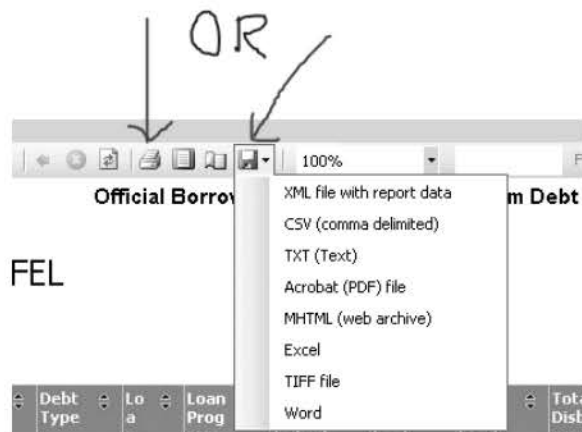 OR
100%
F
Official Borrow
m Debt
XML file with report data
CSV (comma delimited)
TXT (Text)
Acrobat (PDF) file
MHTML (web archive)
Excel
TIFF file
Word
FEL
Debt Type
Lo a
Loan Prog
Tota Disb